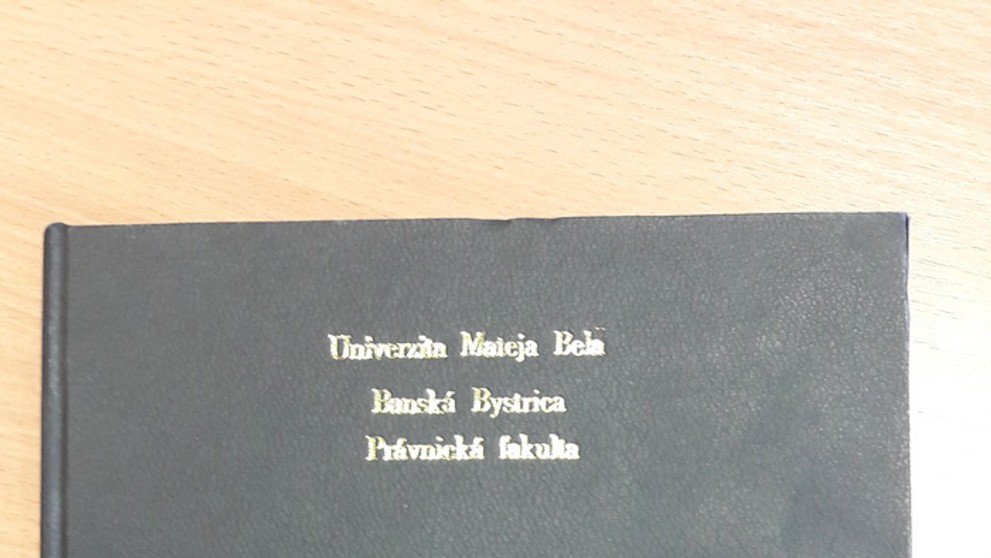 Univerzita Mateja Bela
Banská Bystrica
Právnická fakulta